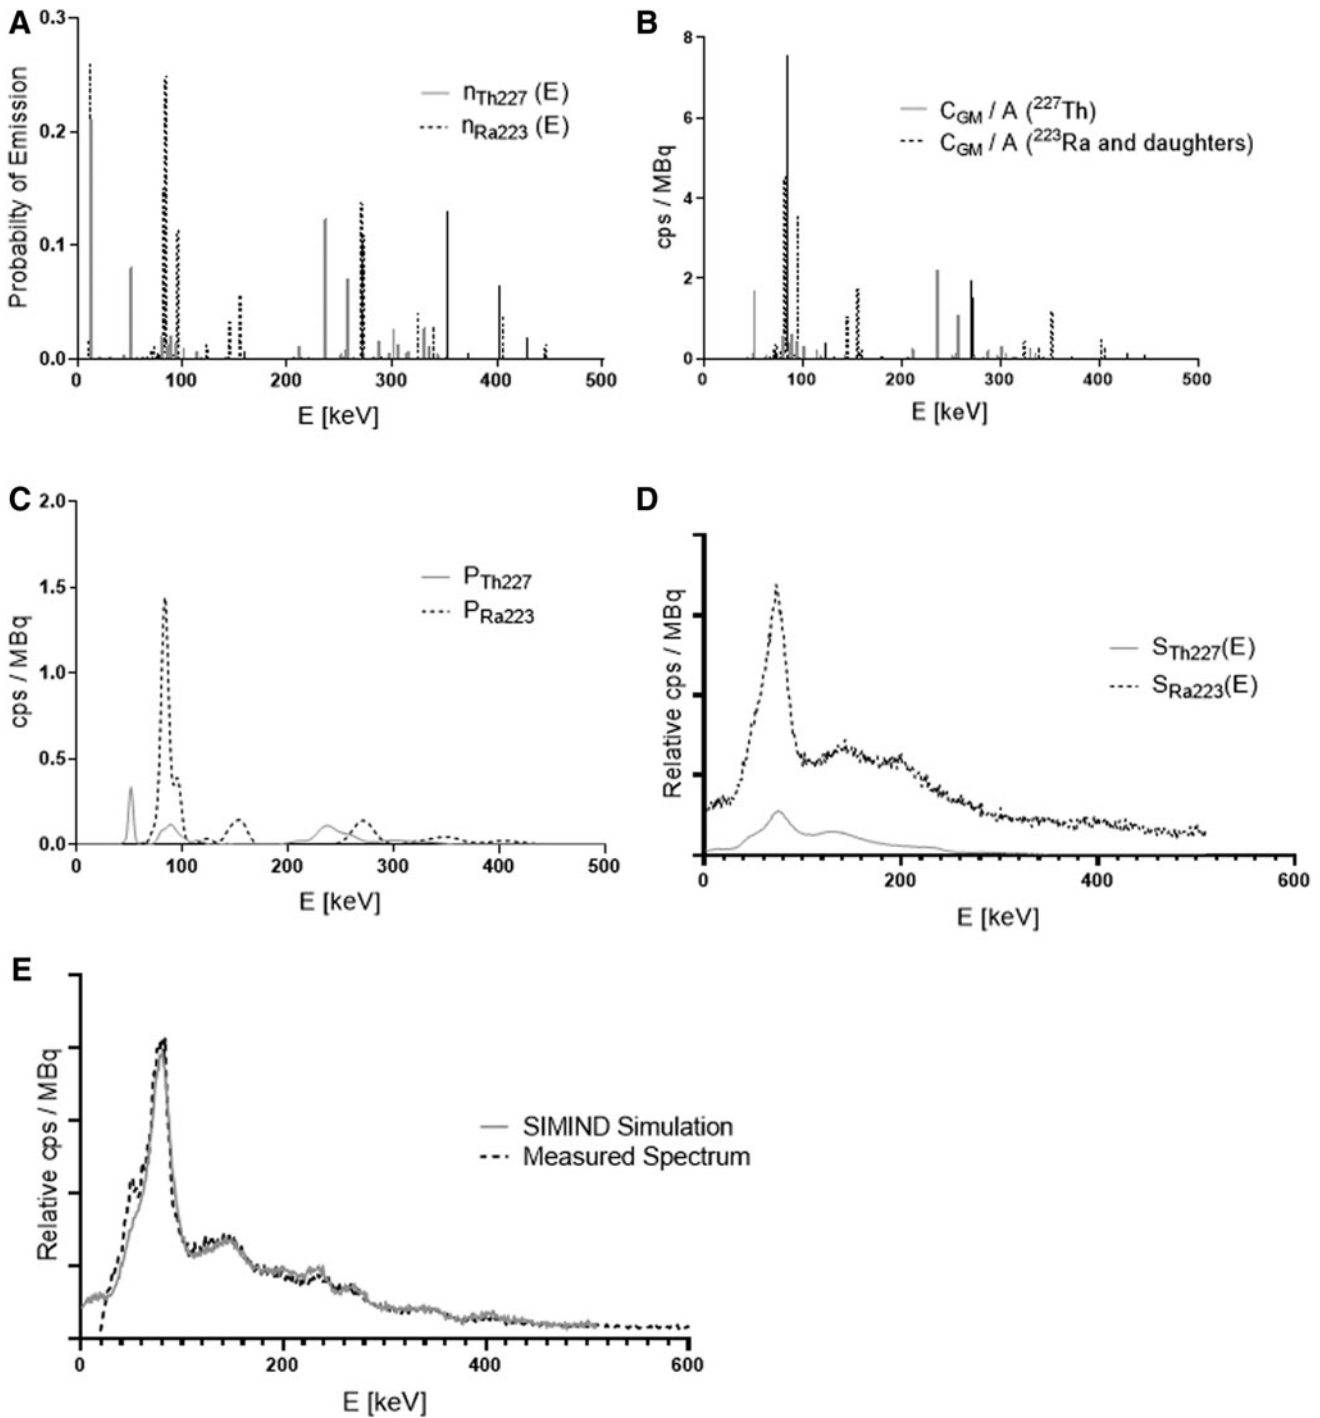 A
0.3
0.2
0.1
0.0
Probabilty of Emission
nTh227 (E)
nRa223 (E)
0 100 200 300 400 500
E [keV]
B
8
6
4
2
0
cps / MBq
CGM / A (227Th)
CGM / A (223Ra and daughters)
0 100 200 300 400 500
E [keV]
C
2.0
1.5
1.0
0.5
0.0
cps / MBq
PTh227
PRa223
0 100 200 300 400 500
E [keV]
D
Relative cps / MBq
STh227(E)
SRa223(E)
0 200 400 600
E [keV]
E
Relative cps / MBq
SIMIND Simulation
Measured Spectrum
0 200 400 600
E [keV]